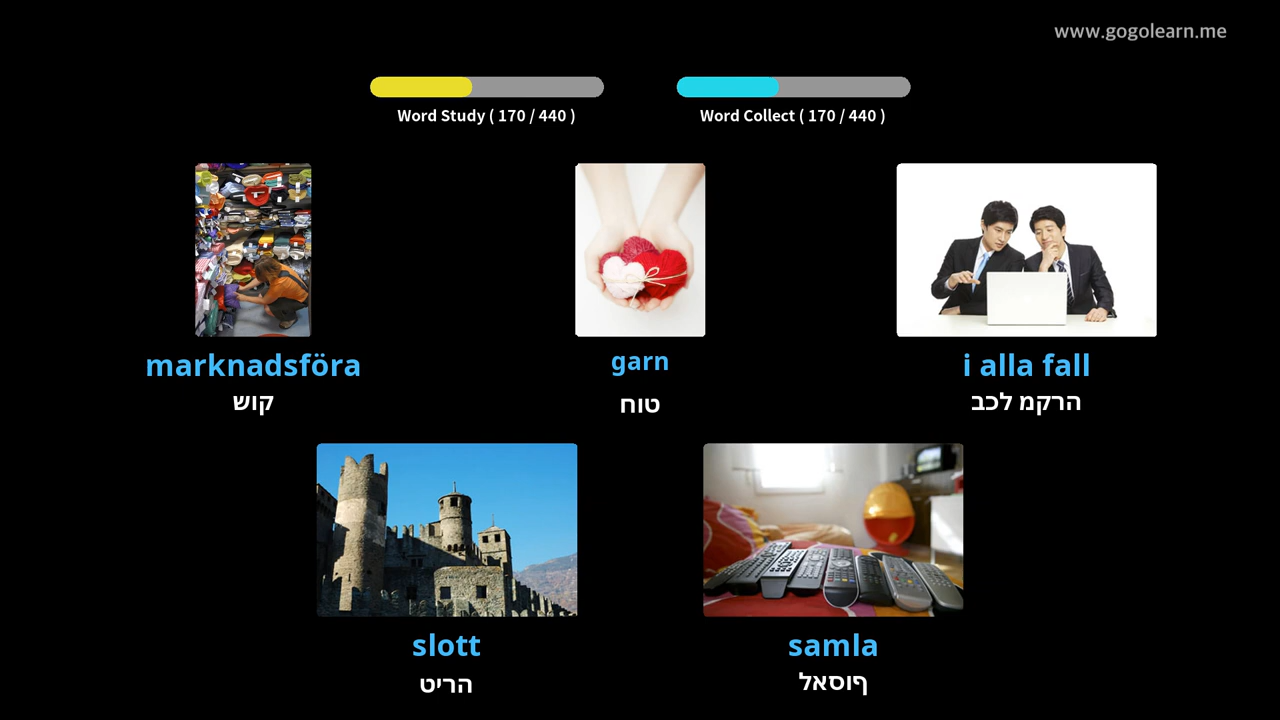 www.gogolearn.me
Word Study ( 170 / 440 )
Word Collect ( 170 / 440 )
marknadsföra
קוש
garn
טוח
i alla fall
הרקמ לכב
slott
הריט
samla
ףוסאל